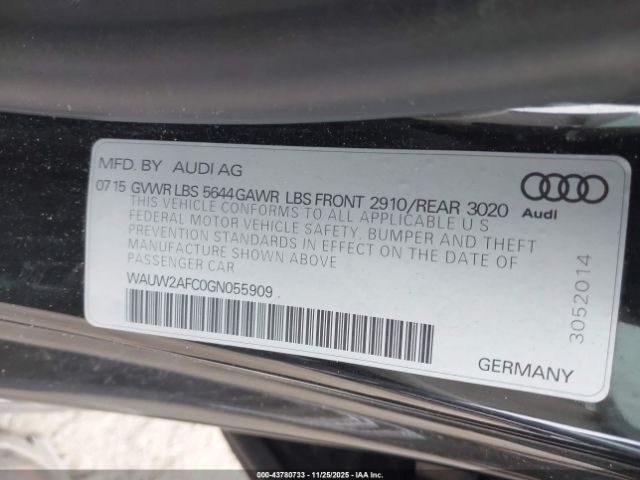 MFD. BY AUDI AG
07 15 GVWR LBS 5644 GAWR LBS FRONT 2910/REAR 3020
THIS VEHICLE CONFORMS TO ALL APPLICABLE U S
FEDERAL MOTOR VEHICLE SAFETY, BUMPER AND THEFT
PREVENTION STANDARDS IN EFFECT ON THE DATE OF
MANUFACTURE SHOWN ABOVE
PASSENGER CAR
WAUW2AFC0GN055909
Audi
3052014
GERMANY
000-43780733 - 11/25/2025 - IAA Inc.